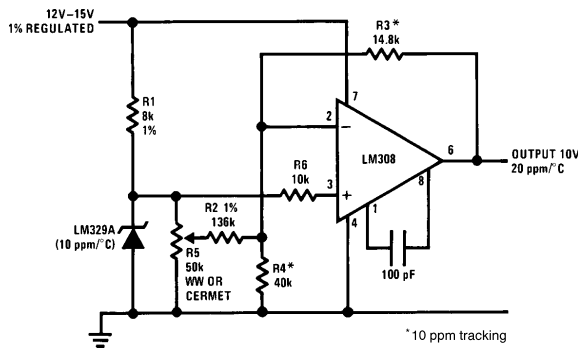 12V–15V
1% REGULATED
R3*
14.8k
R1
8k
1%
7
2
−
LM308
6
OUTPUT 10V
20 ppm/°C
R6
10k
3
+
8
1
4
LM329A
(10 ppm/°C)
R2 1%
136k
R5
50k
WW OR
CERMET
R4*
40k
100 pF
*10 ppm tracking